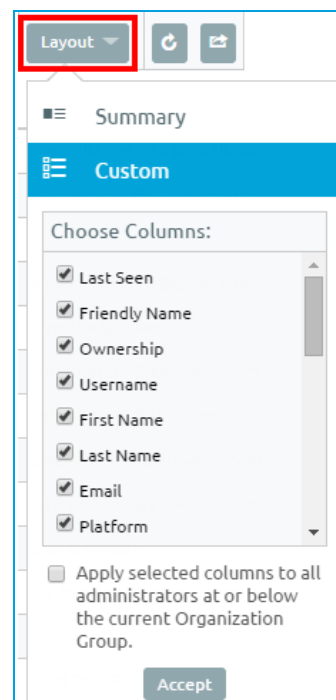 Layout
Summary
Custom
Choose Columns:
Last Seen
Friendly Name
Ownership
Username
First Name
Last Name
Email
Platform
Apply selected columns to all
administrators at or below
the current Organization
Group.
Accept